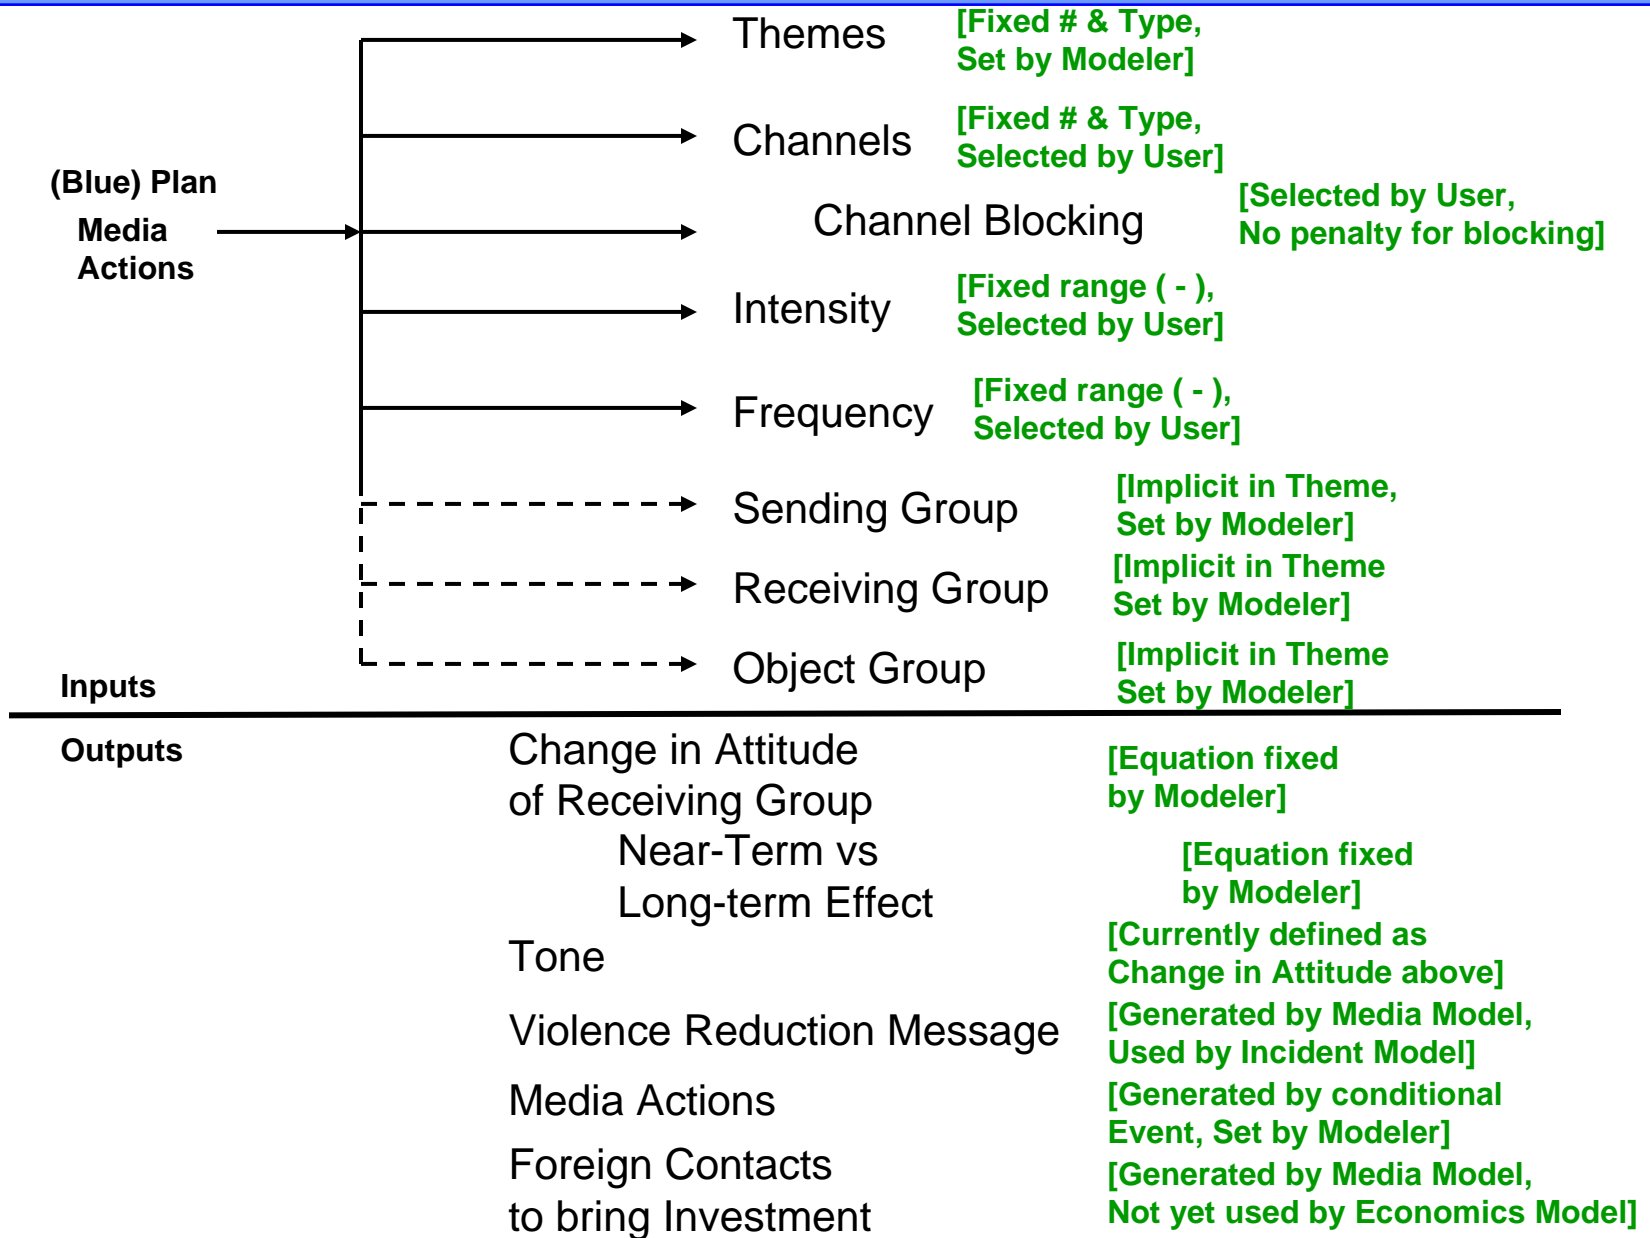 Themes
[Fixed # & Type,
Set by Modeler]
Channels
[Fixed # & Type,
Selected by User]
(Blue) Plan
Media
Actions
Channel Blocking
[Selected by User,
No penalty for blocking]
Intensity
[Fixed range ( - ),
Selected by User]
Frequency
[Fixed range ( - ),
Selected by User]
Sending Group
[Implicit in Theme,
Set by Modeler]
Receiving Group
[Implicit in Theme
Set by Modeler]
Object Group
[Implicit in Theme
Set by Modeler]
Inputs
Outputs
Change in Attitude
of Receiving Group
[Equation fixed
by Modeler]
Near-Term vs
Long-term Effect
[Equation fixed
by Modeler]
Tone
[Currently defined as
Change in Attitude above]
Violence Reduction Message
[Generated by Media Model,
Used by Incident Model]
Media Actions
[Generated by conditional
Event, Set by Modeler]
Foreign Contacts
to bring Investment
[Generated by Media Model,
Not yet used by Economics Model]